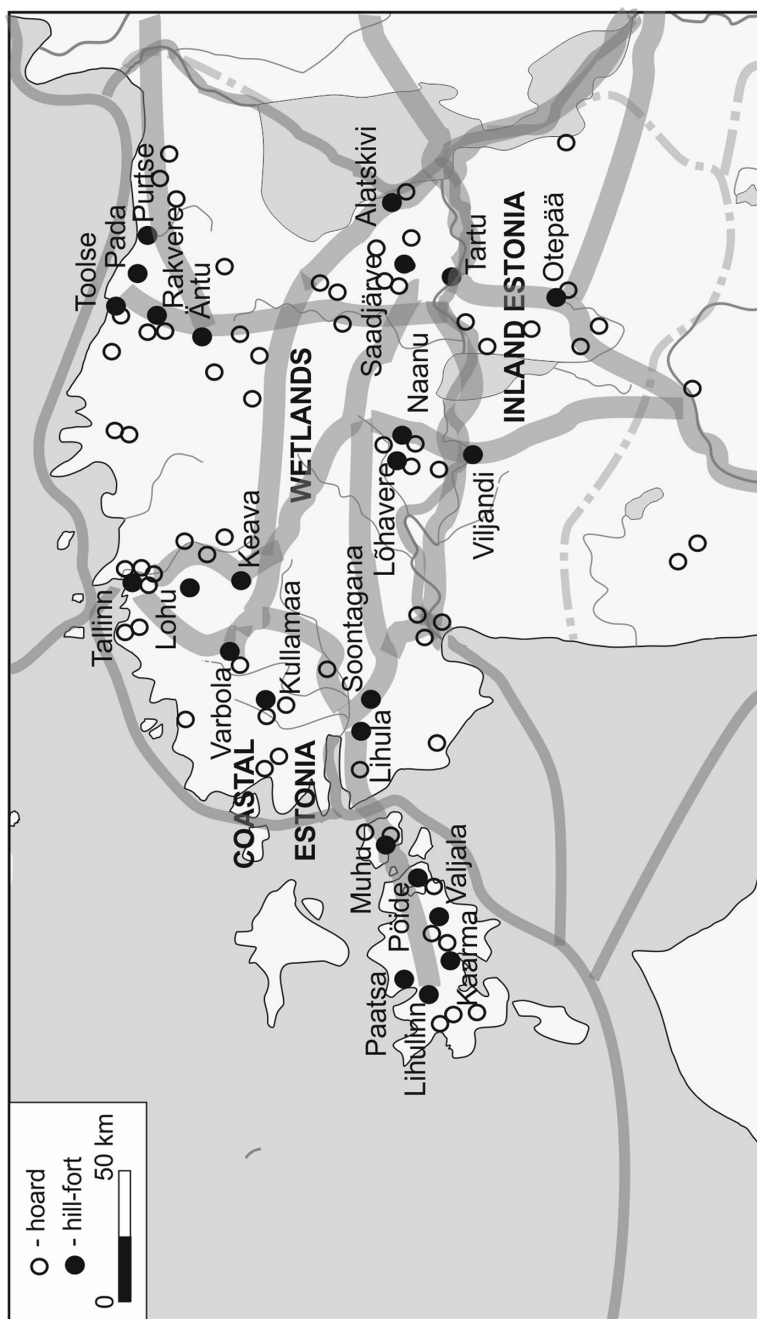 - hoard
- hill-fort
0
50 km
Toolse
Pada
Purtse
Rakvere
Äntu
Tallinn
Lohu
Keava
Varbola
Kullamaa
COASTAL
ESTONIA
WETLANDS
Alatskivi
Saadjärve
Tartu
Naanu
Lõhavere
Viljandi
INLAND ESTONIA
Otepää
Soontagana
Lihula
Muhu
Pöide
Valjala
Paatsa
Kaarma
Lihulinn